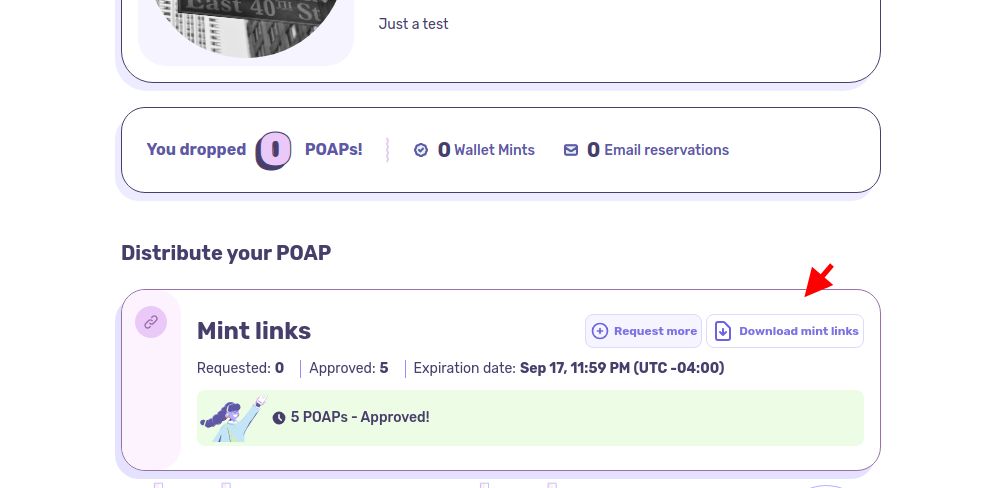 East 40TH St
Just a test
You dropped 0 POAPs! 0 Wallet Mints 0 Email reservations
Distribute your POAP
Mint links
Request more
Download mint links
Requested: 0 Approved: 5 Expiration date: Sep 17, 11:59 PM (UTC -04:00)
5 POAPs - Approved!